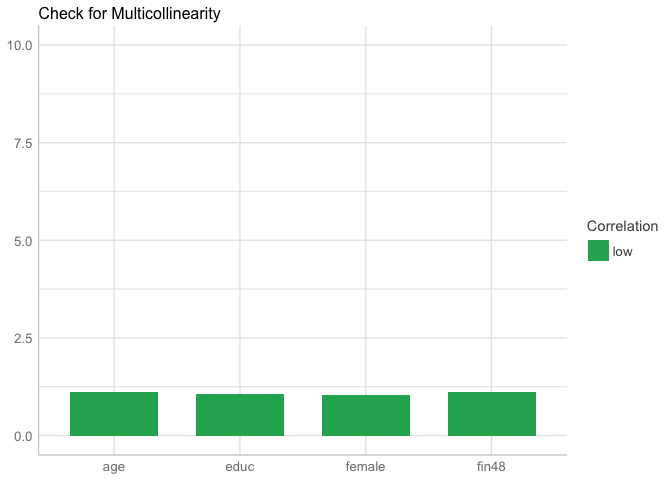 Check for Multicollinearity
10.0
7.5
5.0
2.5
0.0
age educ female fin48
Correlation
low